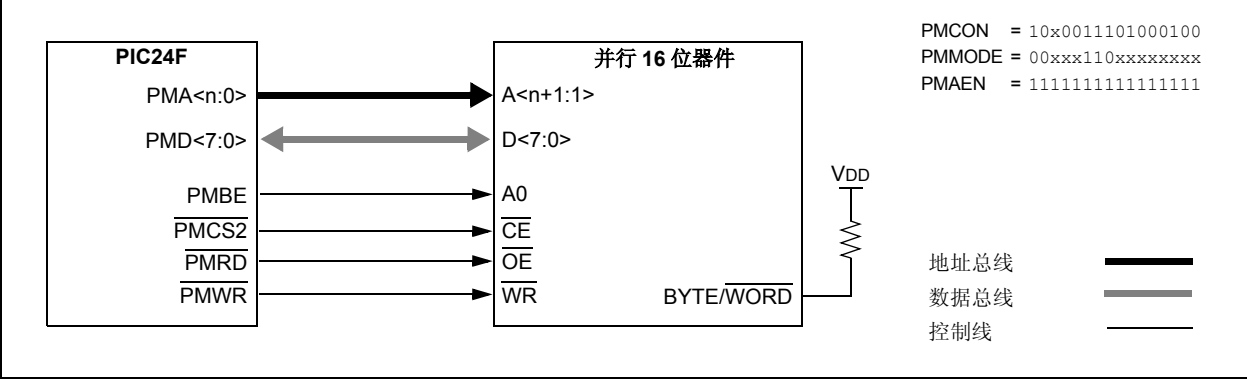 PMCON = 10x0011101000100
PMMODE = 00xxx110xxxxxxxx
PMAEN = 1111111111111111
PIC24F
并行 16 位器件
PMA<n:0>
A<n+1:1>
PMD<7:0>
D<7:0>
PMBE
A0
PMCS2
CE
PMRD
OE
PMWR
WR
BYTE/WORD
VDD
地址总线
数据总线
控制线